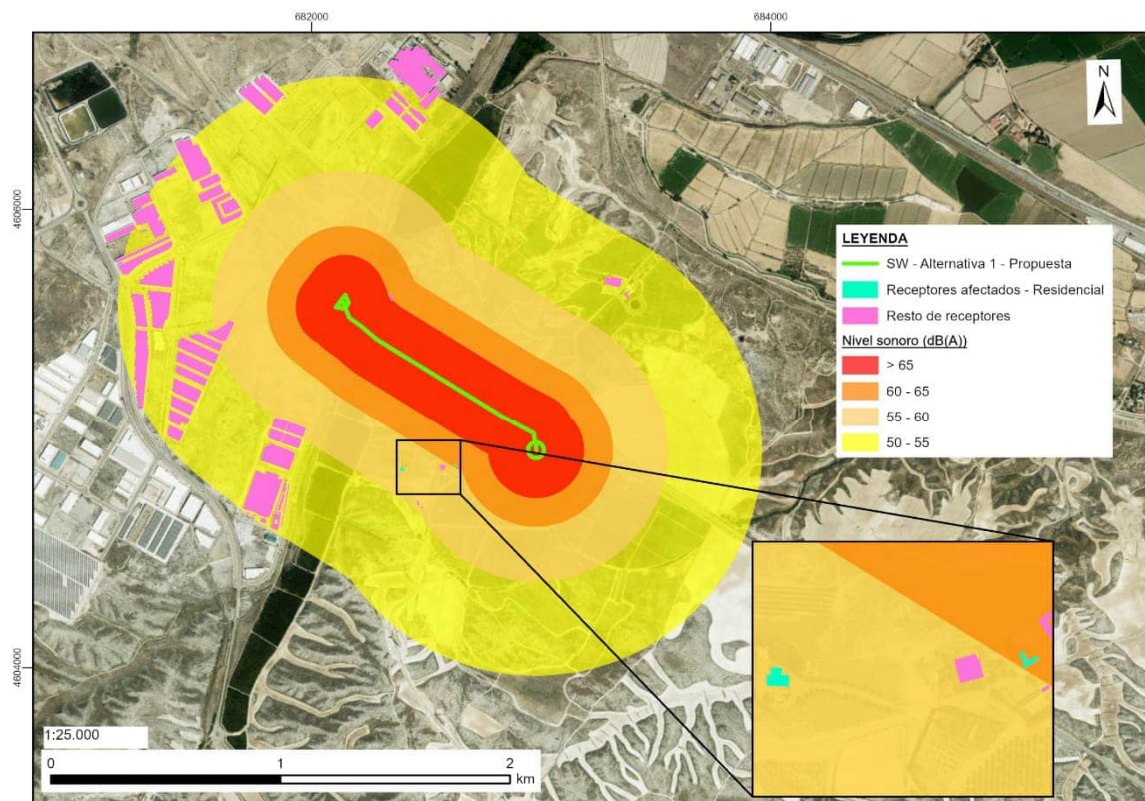 682000
684000
N
4606000
LEYENDA
SW - Alternativa 1 - Propuesta
Receptores afectados - Residencial
Resto de receptores
Nivel sonoro (dB(A))
> 65
60 - 65
55 - 60
50 - 55
4604000
1:25.000
0 1 2
km